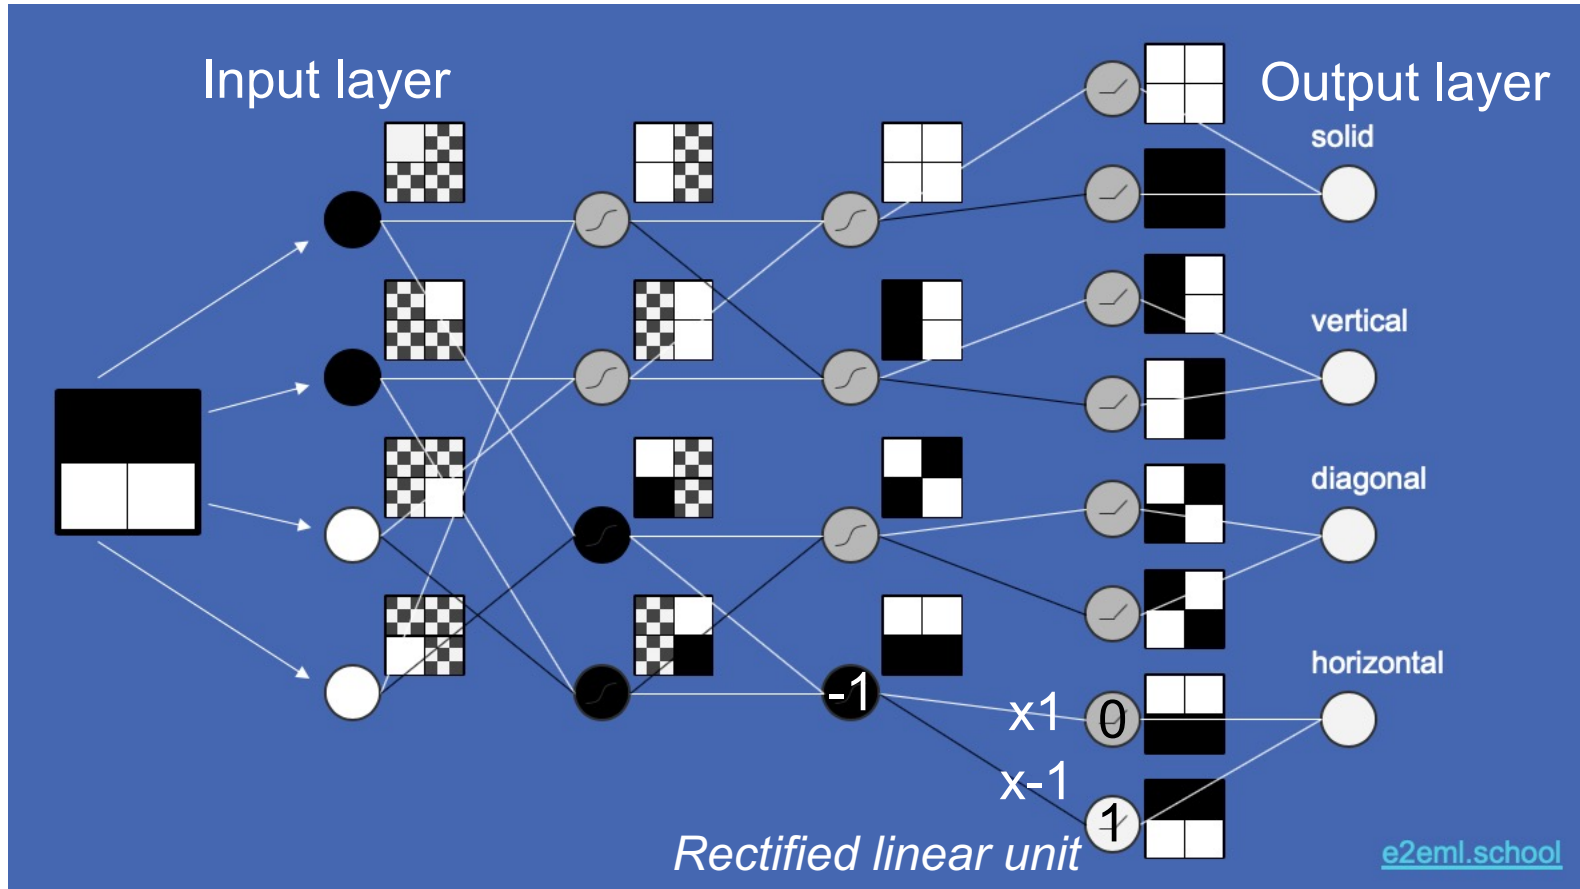 Input layer
Output layer
solid
vertical
diagonal
horizontal
-1
x1
0
x-1
1
Rectified linear unit
e2eml.school